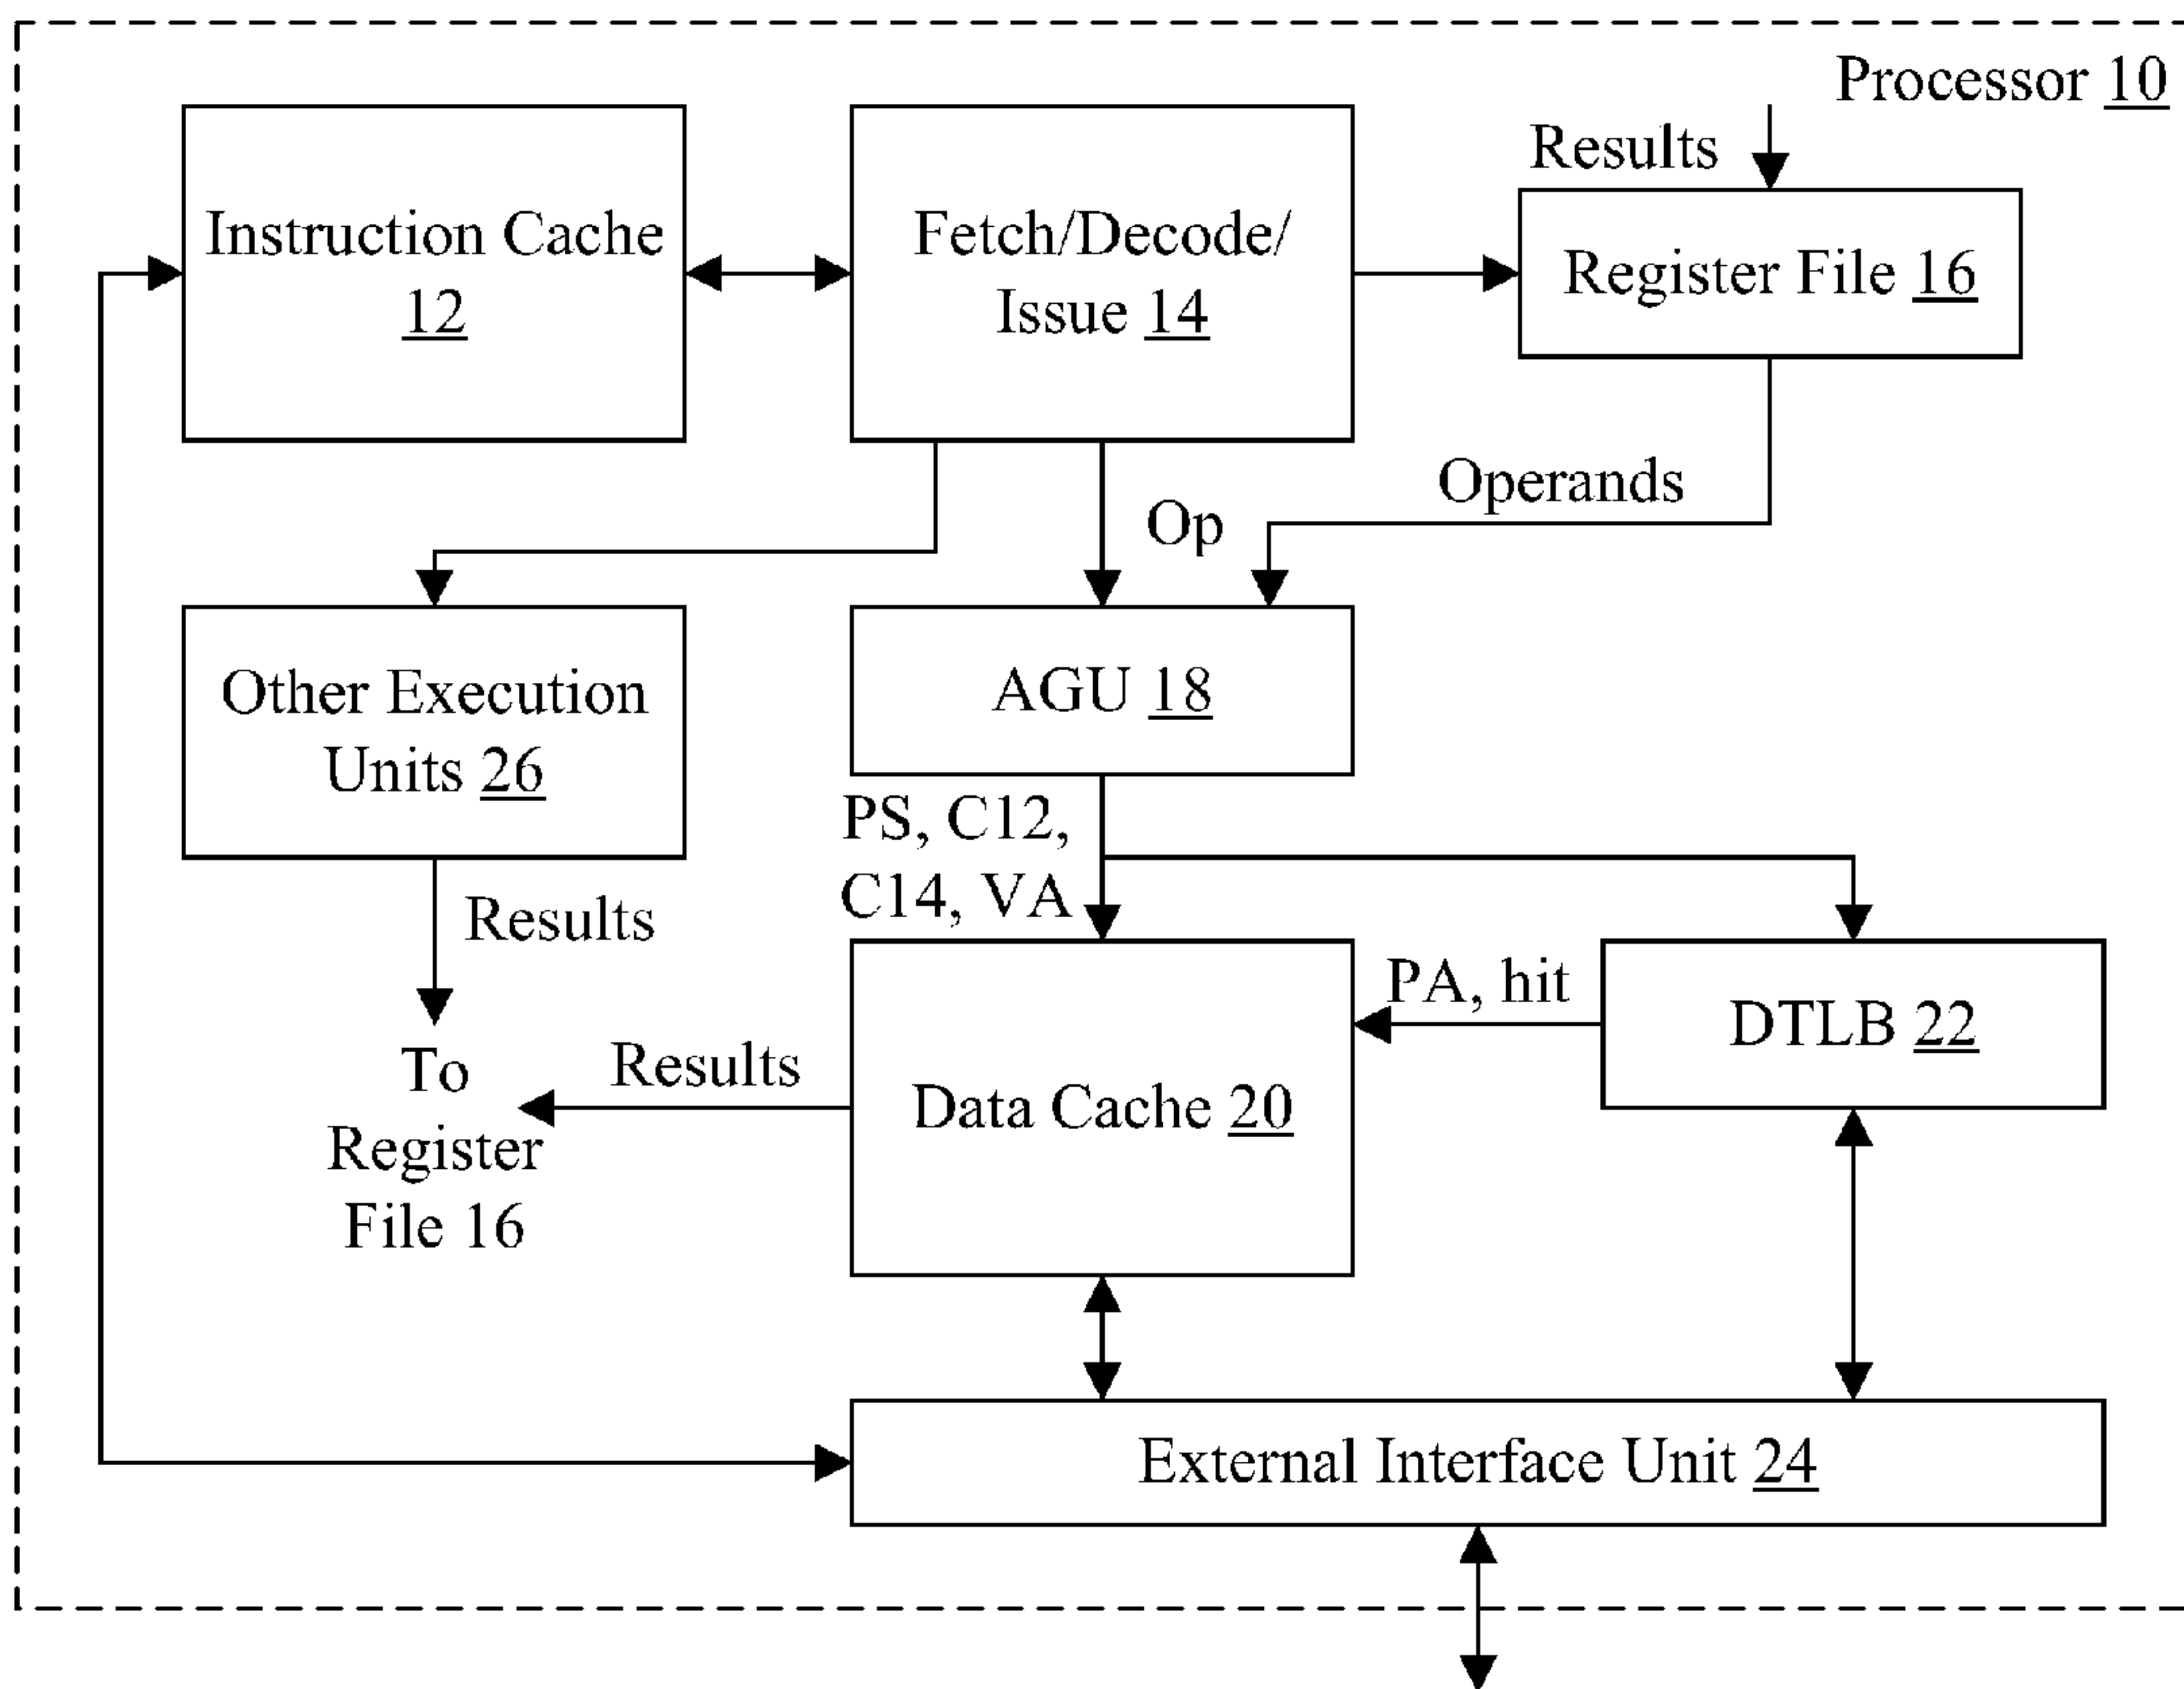 Processor 10
Results
Instruction Cache
12
Fetch/Decode/
Issue 14
Register File 16
Operands
Op
Other Execution
Units 26
AGU 18
PS, C12,
C14, VA
Results
PA, hit
DTLB 22
To
Register
File 16
Results
Data Cache 20
External Interface Unit 24